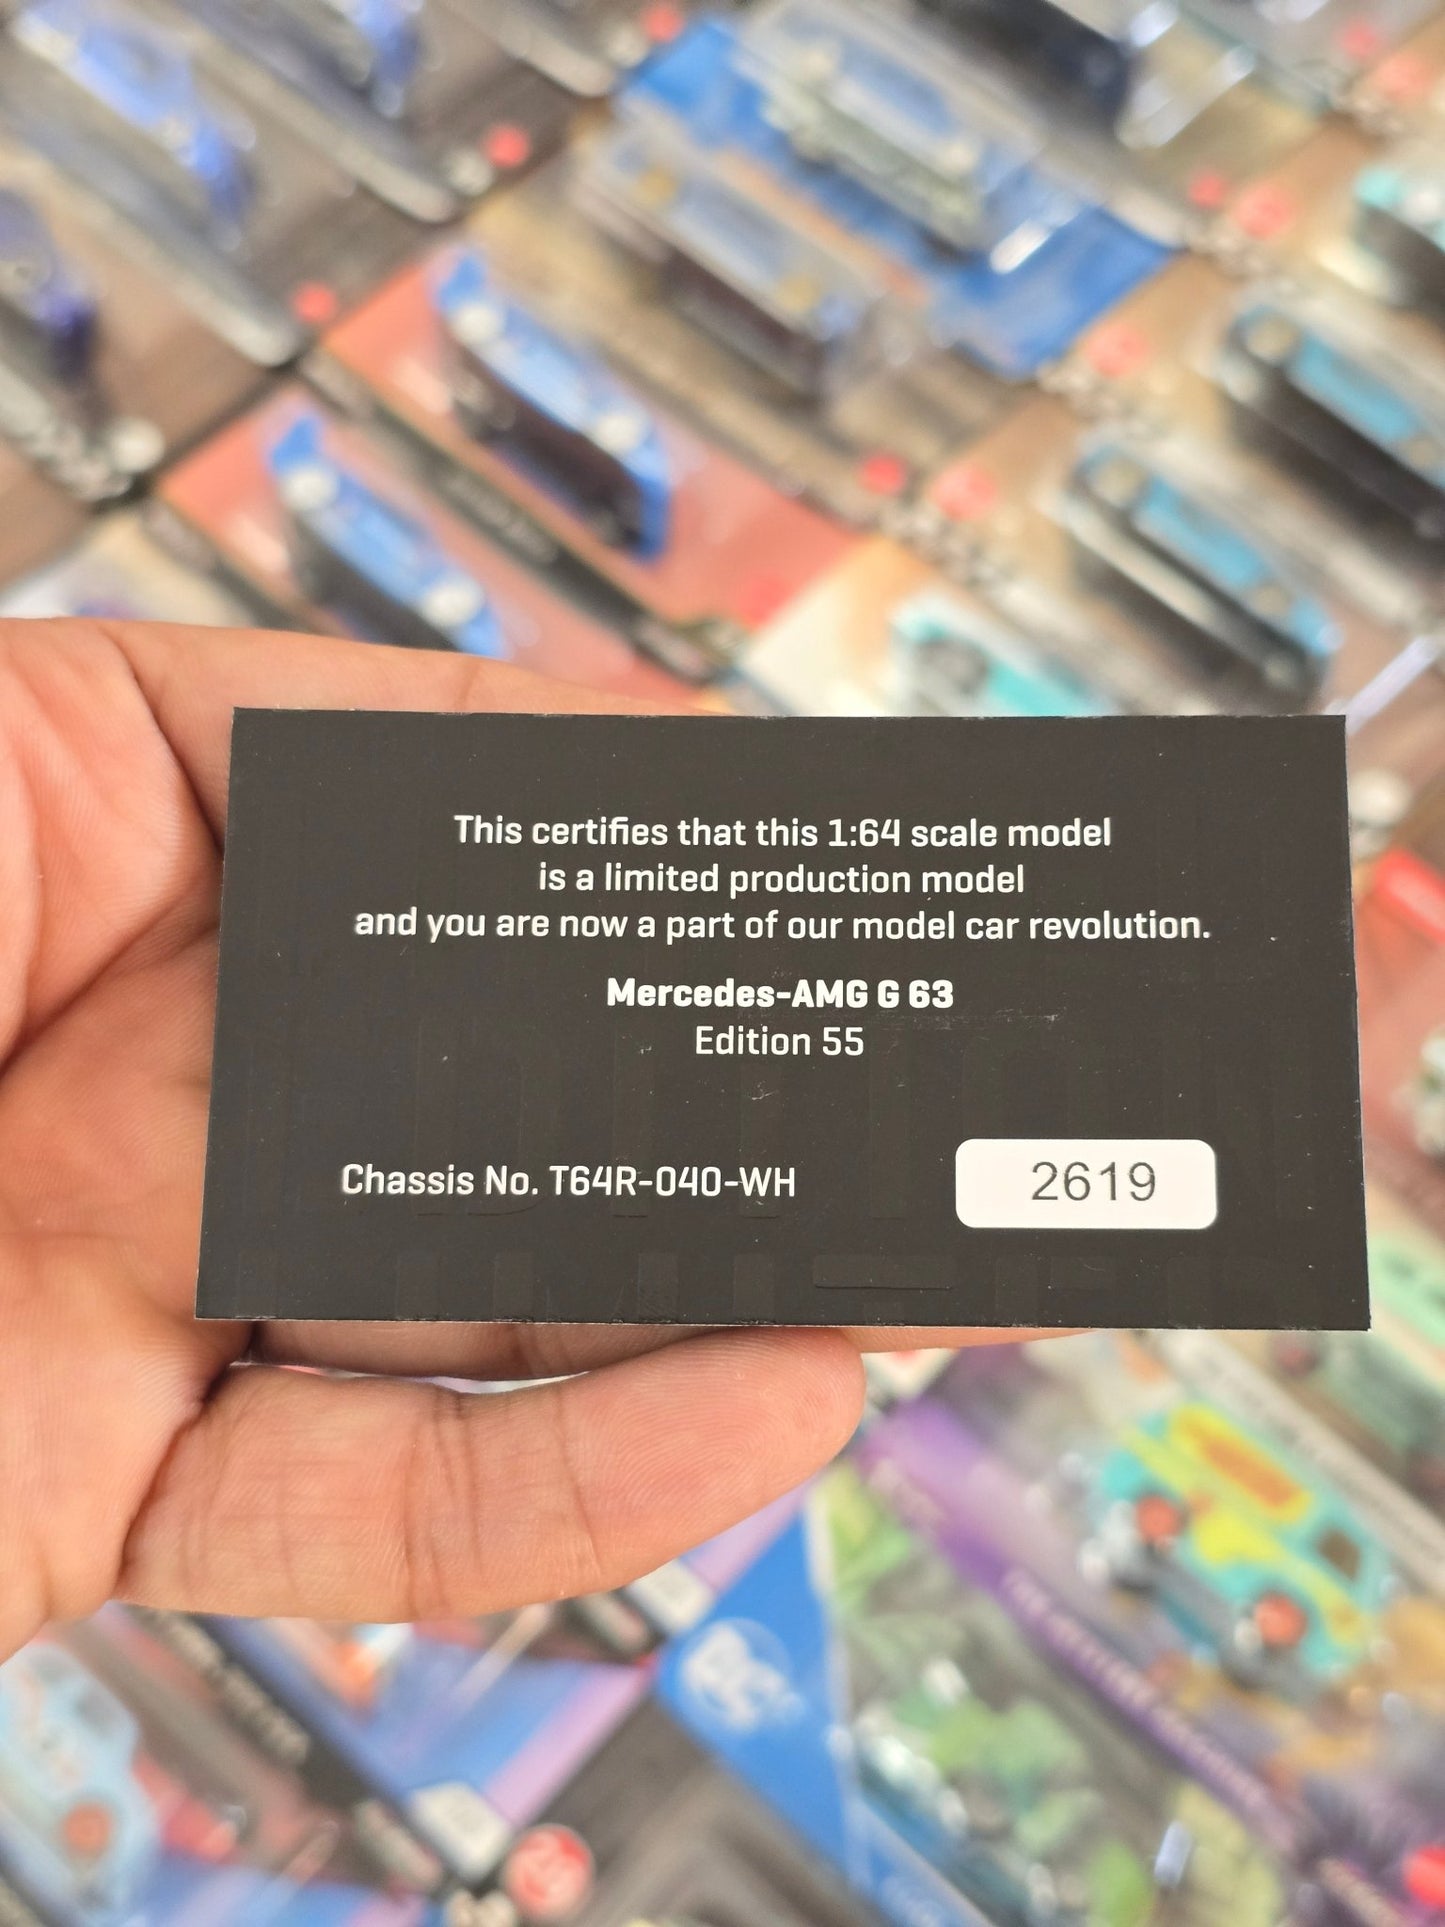 This certifies that this 1:64 scale model
is a limited production model
and you are now a part of our model car revolution.
Mercedes-AMG G 63
Edition 55
Chassis No. T64R-040-WH
2619